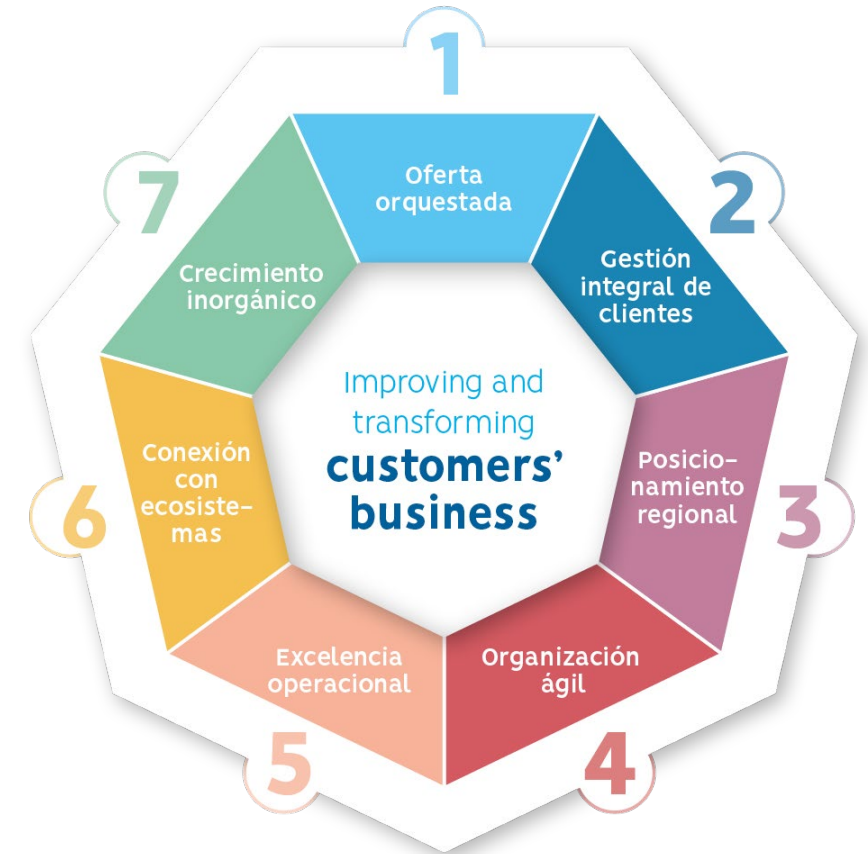 1
Oferta
orquestada
2
Gestión
integral de
clientes
3
Posicio-
namiento
regional
4
Organización
ágil
5
Excelencia
operacional
6
Conexión
con
ecosiste-
mas
7
Crecimiento
inorgánico
Improving and
transforming
customers'
business